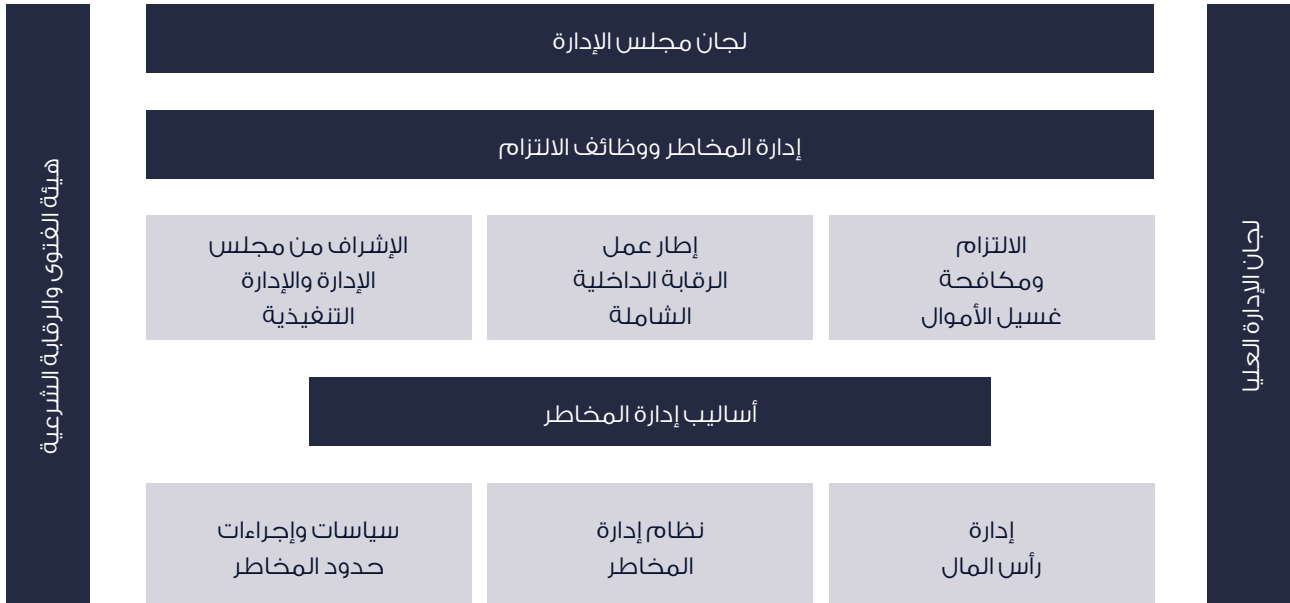 لجان مجلس الإدارة
إدارة المخاطر ووظائف الالتزام
الالتزام
ومكافحة
غسيل الأموال
إطار عمل
الرقابة الداخلية
الشاملة
الإشراف من مجلس
الإدارة والإدارة
التنفيذية
أساليب إدارة المخاطر
إدارة
رأس المال
نظام إدارة
المخاطر
سياسات وإجراءات
حدود المخاطر
لجان الإدارة العليا
هيئة الفتوى والرقابة الشرعية